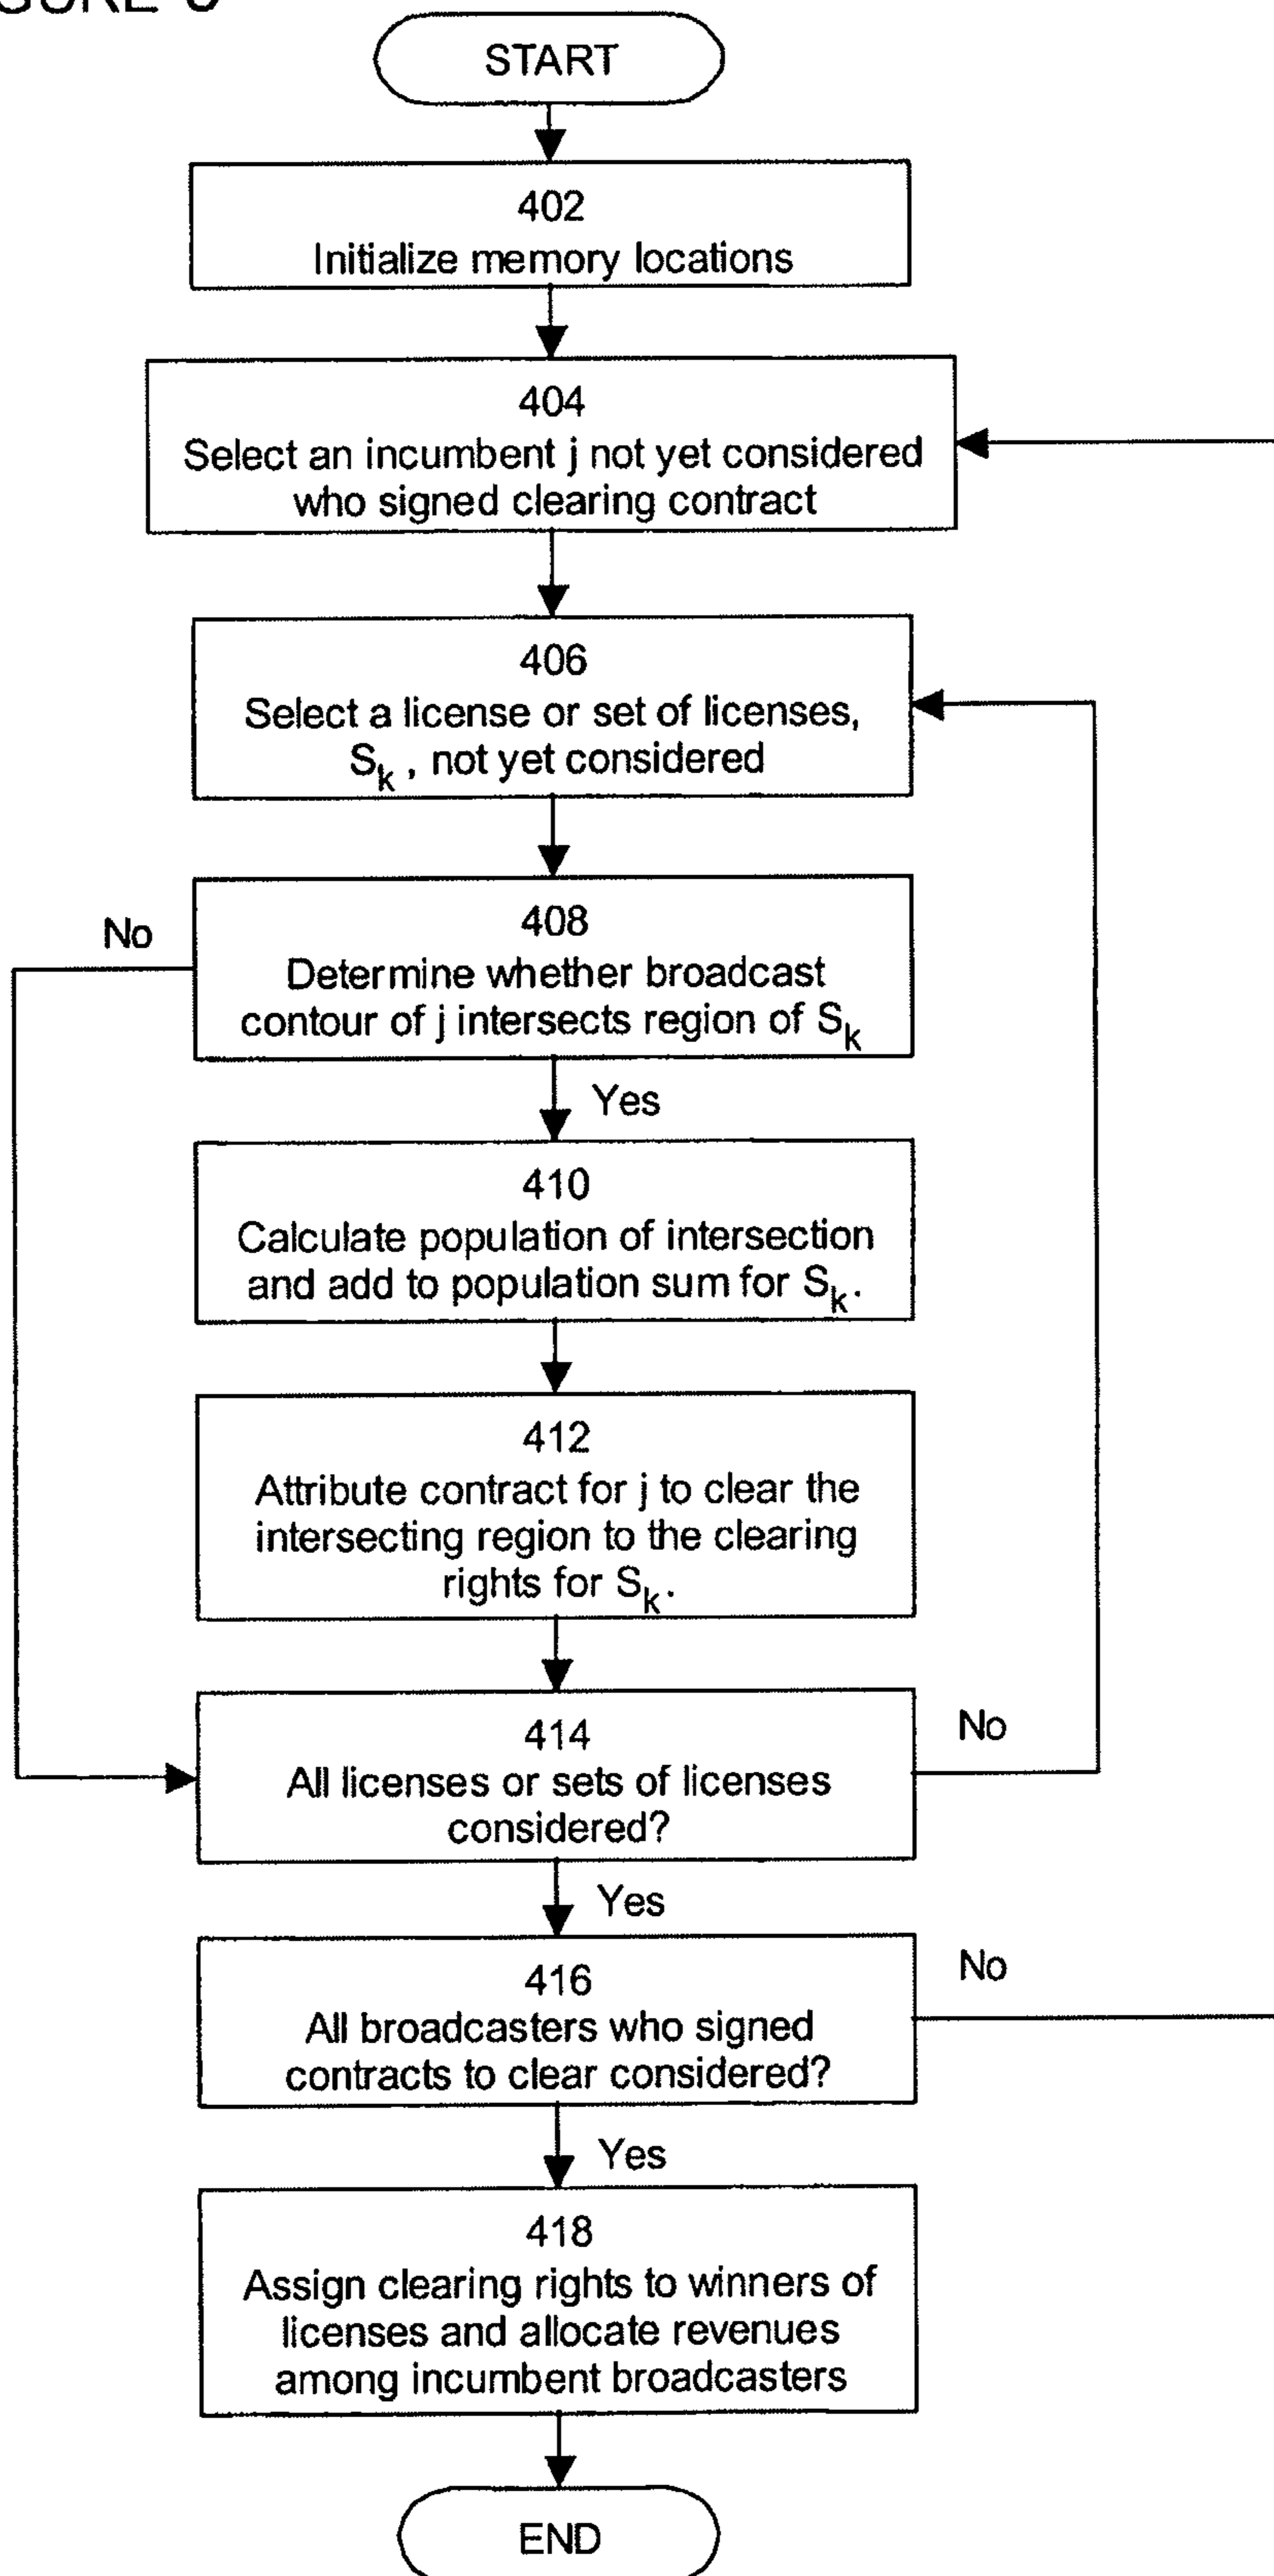 START
402
Initialize memory locations
404
Select an incumbent j not yet considered
who signed clearing contract
406
Select a license or set of licenses,
Sk , not yet considered
No
408
Determine whether broadcast
contour of j intersects region of Sk
Yes
410
Calculate population of intersection
and add to population sum for Sk.
412
Attribute contract for j to clear the
intersecting region to the clearing
rights for Sk.
414
All licenses or sets of licenses
considered?
No
Yes
416
All broadcasters who signed
contracts to clear considered?
No
Yes
418
Assign clearing rights to winners of
licenses and allocate revenues
among incumbent broadcasters
END